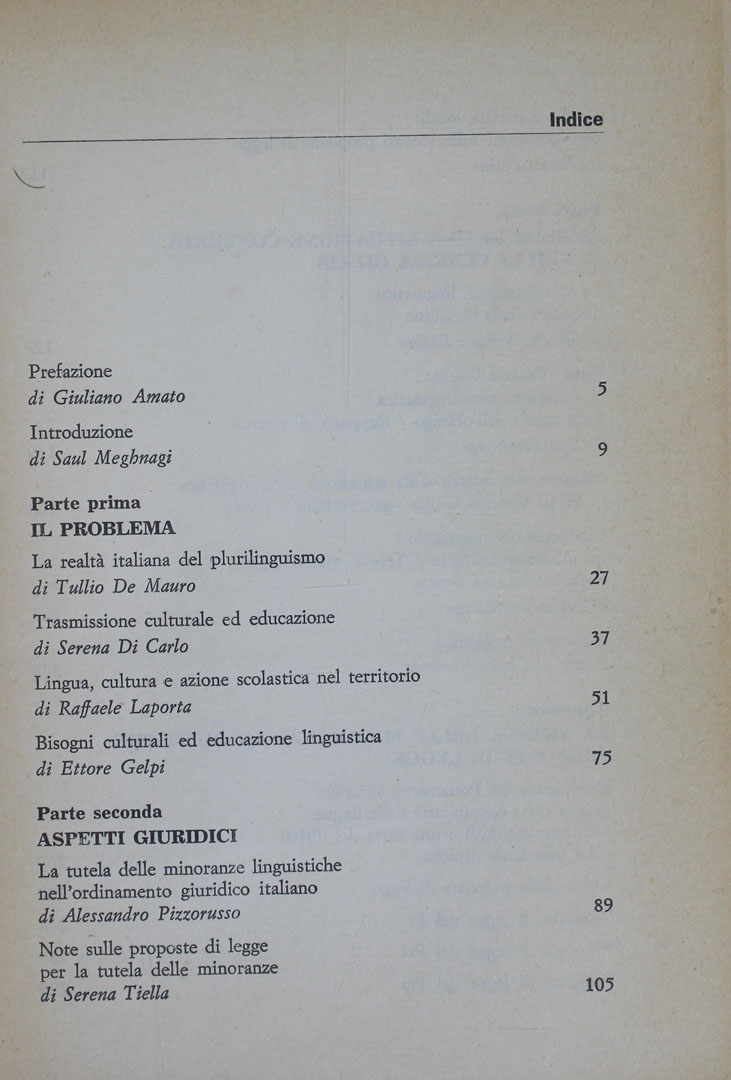 Indice
Prefazione
di Giuliano Amato 5
Introduzione
di Saul Meghnagi 9
Parte prima
IL PROBLEMA
La realtà italiana del plurilinguismo
di Tullio De Mauro 27
Trasmissione culturale ed educazione
di Serena Di Carlo 37
Lingua, cultura e azione scolastica nel territorio
di Raffaele Laporta 51
Bisogni culturali ed educazione linguistica
di Ettore Gelpi 75
Parte seconda
ASPETTI GIURIDICI
La tutela delle minoranze linguistiche
nell'ordinamento giuridico italiano
di Alessandro Pizzorusso 89
Note sulle proposte di legge
per la tutela delle minoranze
di Serena Tiella 105